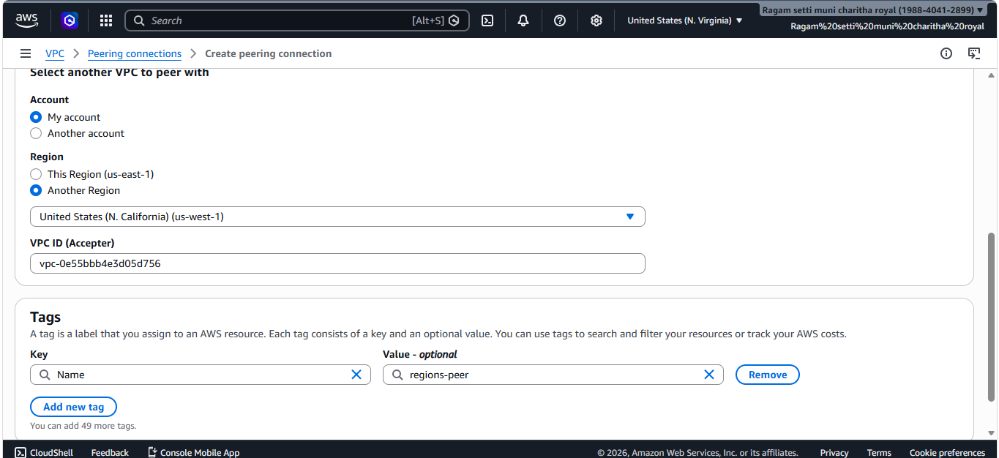 aws
Search [Alt+S]
United States (N. Virginia)
Ragam setti muni charitha royal (1988-4041-2899)
Ragam%20setti%20muni%20charitha%20royal
VPC
Peering connections
Create peering connection
Select another VPC to peer with
Account
My account
Another account
Region
This Region (us-east-1)
Another Region
United States (N. California) (us-west-1)
VPC ID (Accepter)
vpc-0e55bbb4e3d05d756
Tags
A tag is a label that you assign to an AWS resource. Each tag consists of a key and an optional value. You can use tags to search and filter your resources or track your AWS costs.
Key
Value - optional
Name
regions-peer
Remove
Add new tag
You can add 49 more tags.
CloudShell
Feedback
Console Mobile App
© 2026, Amazon Web Services, Inc. or its affiliates.
Privacy
Terms
Cookie preferences